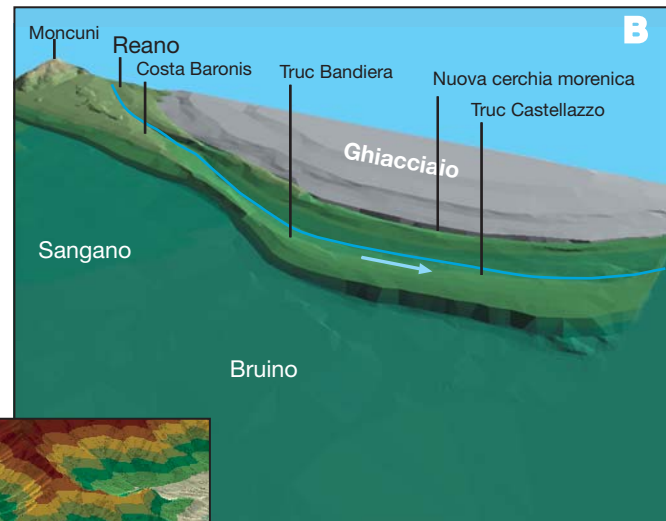 B
Moncuni
Reano
Costa Baronis
Truc Bandiera
Nuova cerchia morenica
Truc Castellazzo
Ghiacciaio
Sangano
Bruino